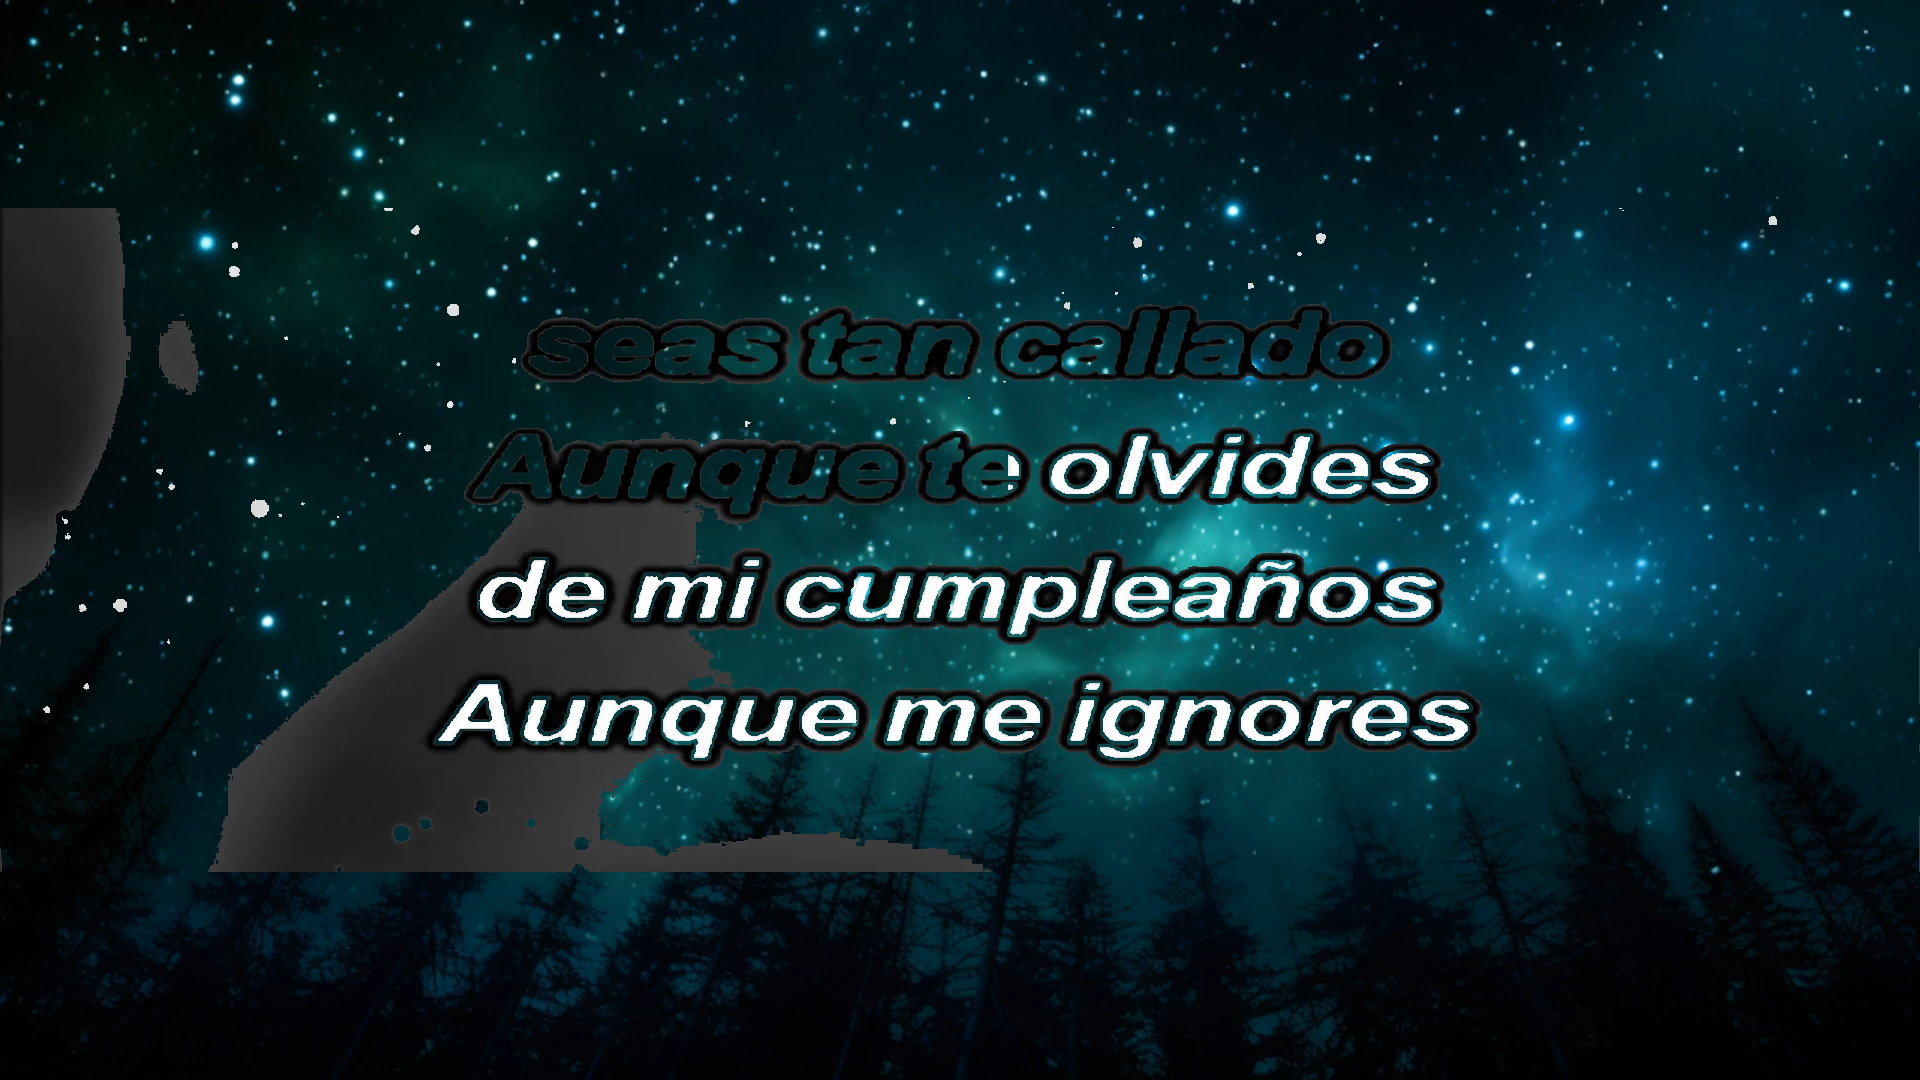 seas tan callado
Aunque te olvides
de mi cumpleaños
Aunque me ignores